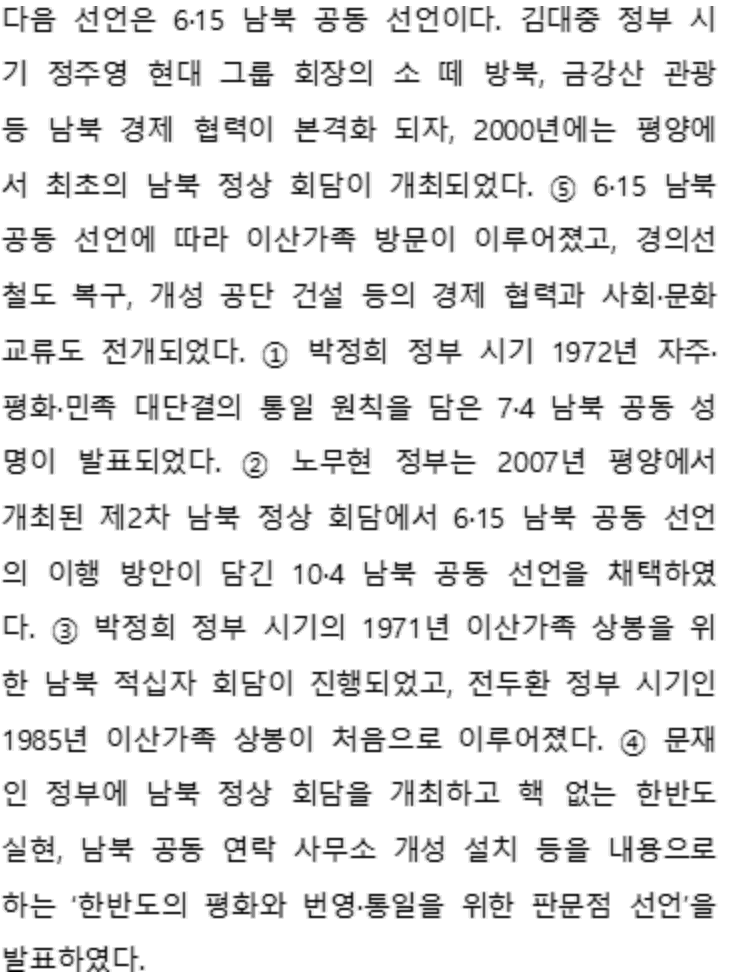 다음 선언은 6·15 남북 공동 선언이다. 김대중 정부 시
기 정주영 현대 그룹 회장의 소 떼 방북, 금강산 관광
등 남북 경제 협력이 본격화 되자, 2000년에는 평양에
서 최초의 남북 정상 회담이 개최되었다. ⑤ 6·15 남북
공동 선언에 따라 이산가족 방문이 이루어졌고, 경의선
철도 복구, 개성 공단 건설 등의 경제 협력과 사회·문화
교류도 전개되었다. ① 박정희 정부 시기 1972년 자주·
평화·민족 대단결의 통일 원칙을 담은 7·4 남북 공동 성
명이 발표되었다. ② 노무현 정부는 2007년 평양에서
개최된 제2차 남북 정상 회담에서 6·15 남북 공동 선언
의 이행 방안이 담긴 10·4 남북 공동 선언을 채택하였
다. ③ 박정희 정부 시기의 1971년 이산가족 상봉을 위
한 남북 적십자 회담이 진행되었고, 전두환 정부 시기인
1985년 이산가족 상봉이 처음으로 이루어졌다. ④ 문재
인 정부에 남북 정상 회담을 개최하고 핵 없는 한반도
실현, 남북 공동 연락 사무소 개성 설치 등을 내용으로
하는 '한반도의 평화와 번영·통일을 위한 판문점 선언'을
발표하였다.